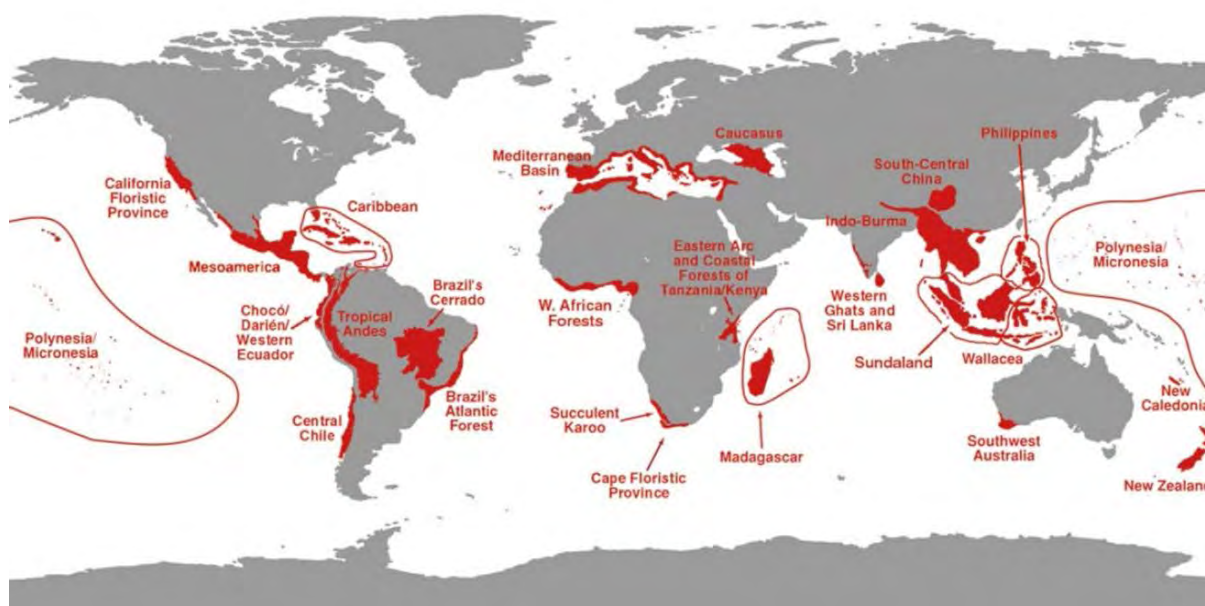 Caucasus
Philippines
Mediterranean
Basin
South-Central
China
California
Floristic
Province
Caribbean
Indo-Burma
Eastern Arc
and Coastal
Forests of
Tanzania/Kenya
Polynesia/
Micronesia
Mesoamerica
Brazil's
Cerrado
W. African
Forests
Western
Ghats and
Sri Lanka
Chocó/
Darién/
Western
Ecuador
Tropical
Andes
Polynesia/
Micronesia
Sundaland
Wallacea
Brazil's
Atlantic
Forest
New
Caledonia
Central
Chile
Succulent
Karoo
Madagascar
Southwest
Australia
Cape Floristic
Province
New Zealand